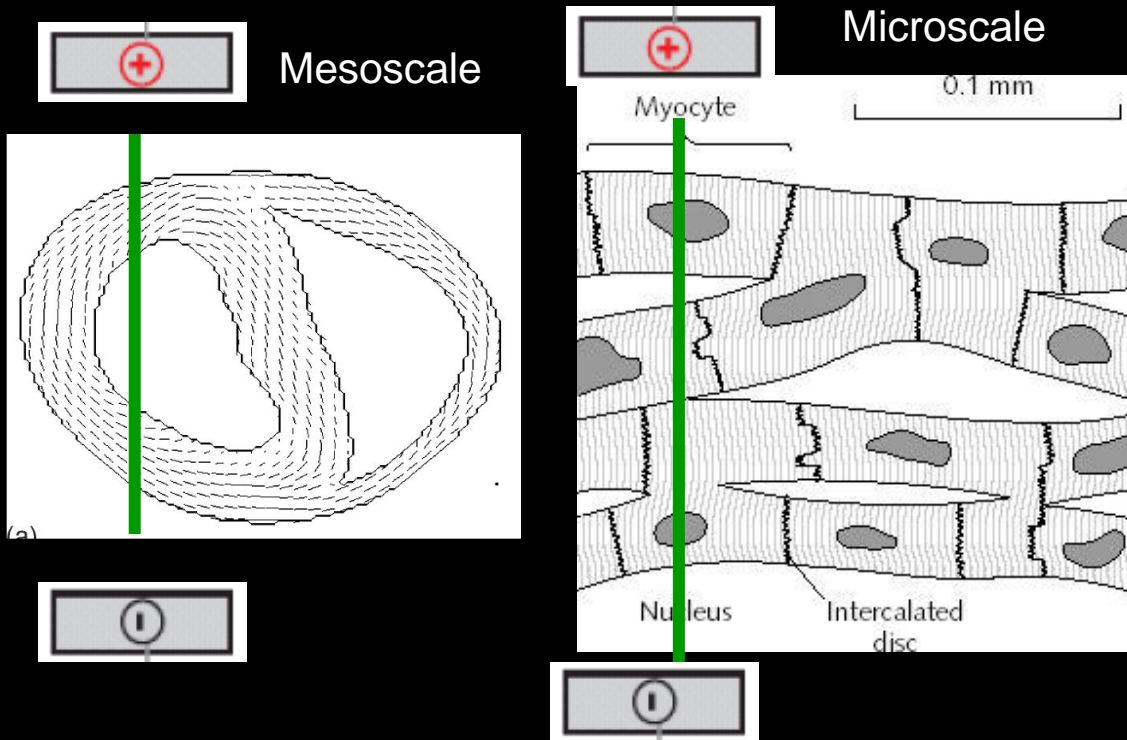 Mesoscale
Microscale
0.1 mm
Myocyte
(a)
Nucleus
Intercalated
disc